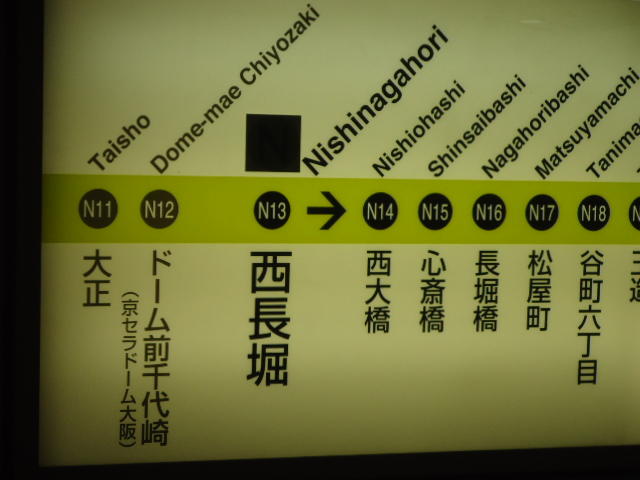 Taisho
Dome-mae Chiyozaki
Nishinagahori
Nishiohashi
Shinsaibashi
Nagahoribashi
Matsuyamachi
N
N11
N12
N13
N14
N15
N16
N17
N18
大正
ドーム前千代崎
(京セラドーム大阪)
西長堀
西大橋
心斎橋
長堀橋
松屋町
谷町六丁目